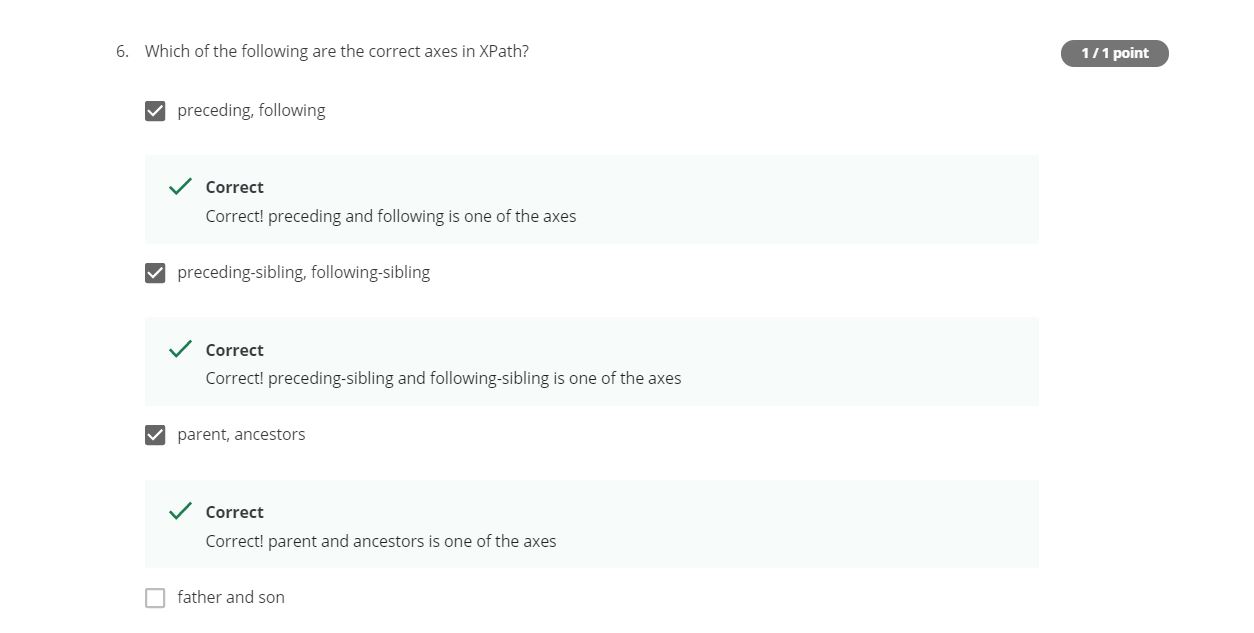 6. Which of the following are the correct axes in XPath?
1 / 1 point
preceding, following
Correct
Correct! preceding and following is one of the axes
preceding-sibling, following-sibling
Correct
Correct! preceding-sibling and following-sibling is one of the axes
parent, ancestors
Correct
Correct! parent and ancestors is one of the axes
father and son